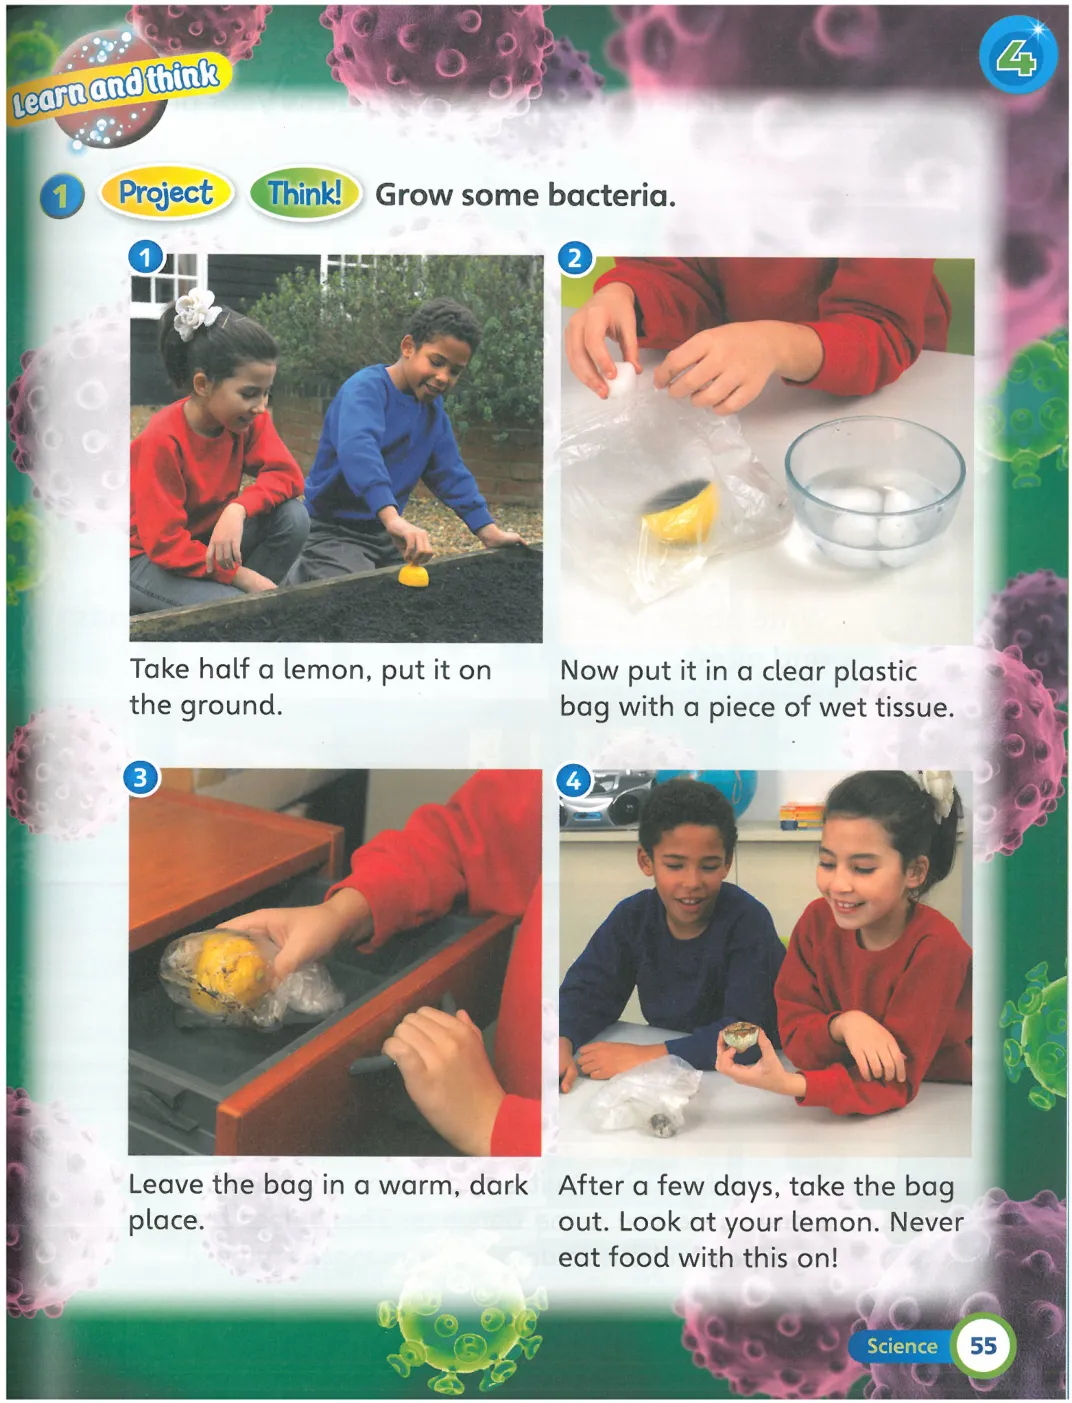 Learn and think
4
1 Project Think! Grow some bacteria.
1
2
Take half a lemon, put it on
the ground.
Now put it in a clear plastic
bag with a piece of wet tissue.
3
4
Leave the bag in a warm, dark
place.
After a few days, take the bag
out. Look at your lemon. Never
eat food with this on!
Science 55